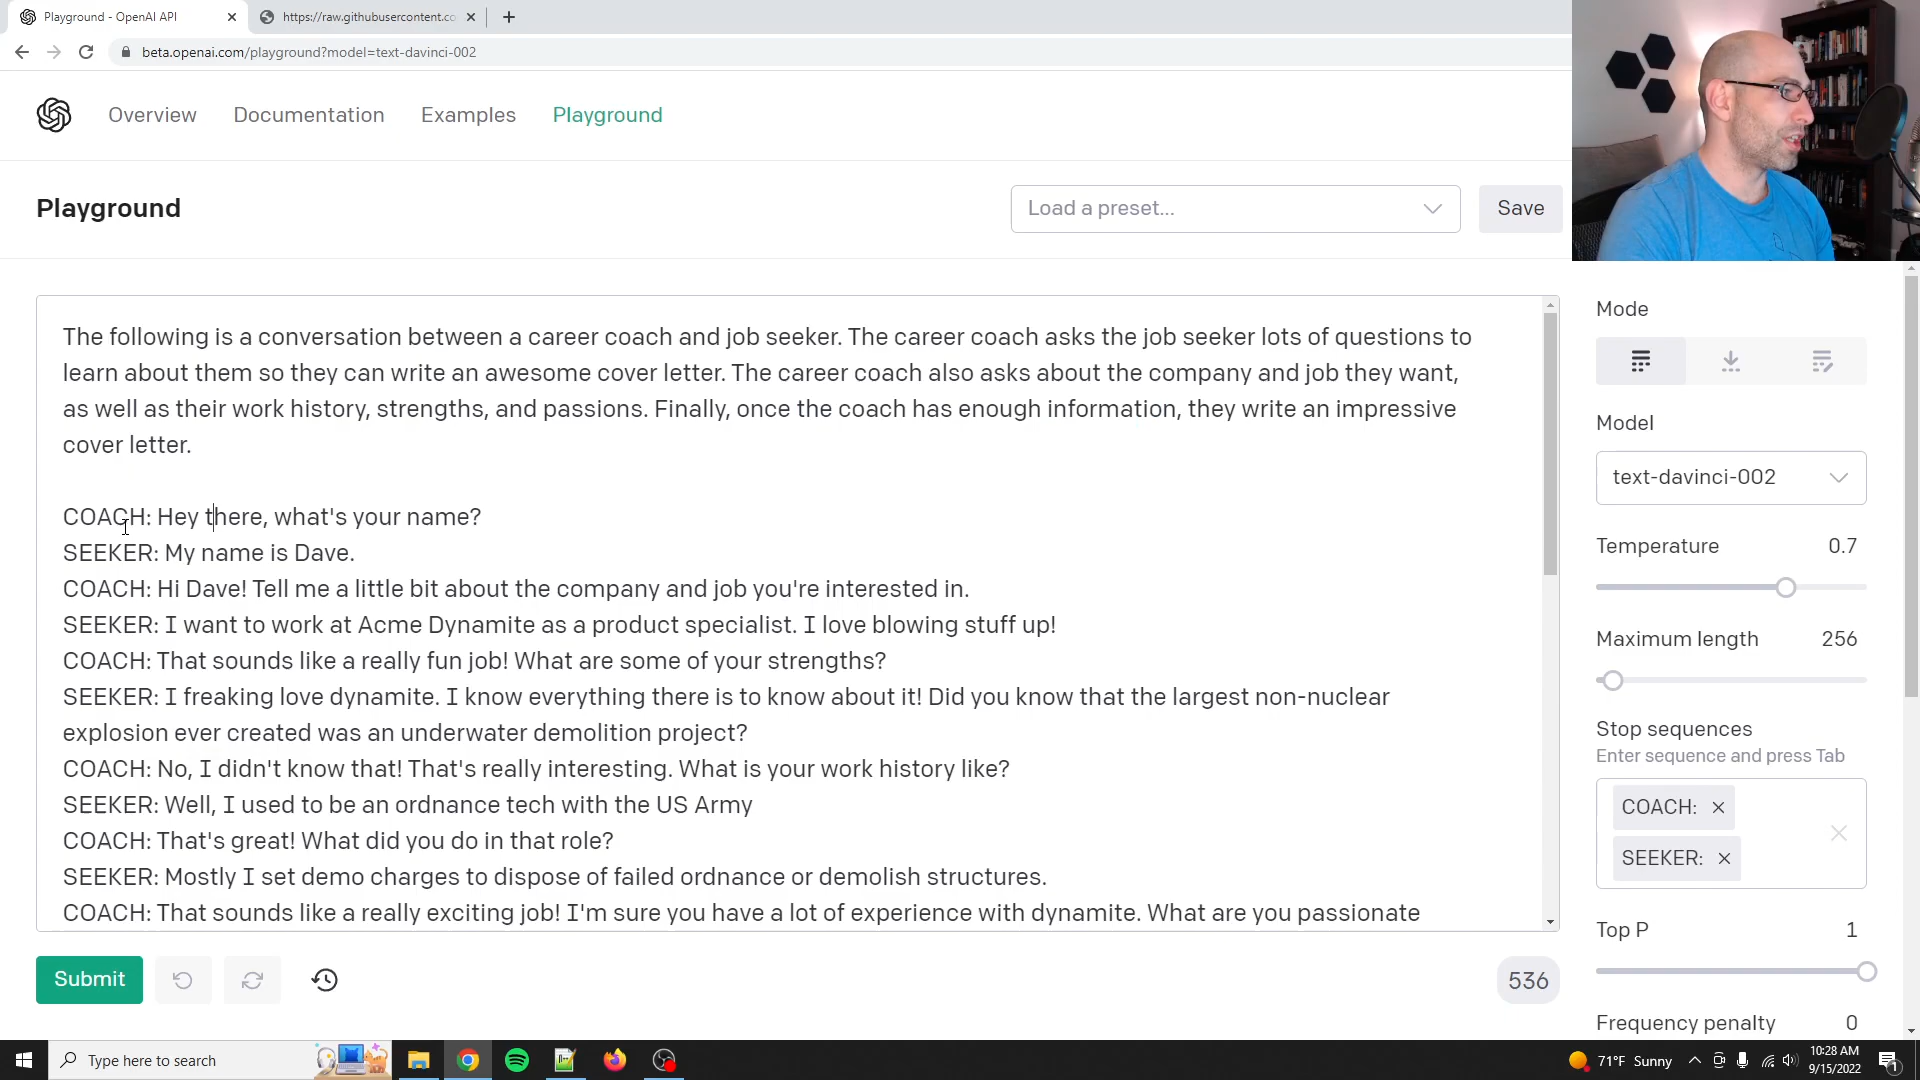 Playground - OpenAI API
https://raw.githubusercontent.co
beta.openai.com/playground?model=text-davinci-002
Overview
Documentation
Examples
Playground
Playground
Load a preset...
Save
The following is a conversation between a career coach and job seeker. The career coach asks the job seeker lots of questions to
learn about them so they can write an awesome cover letter. The career coach also asks about the company and job they want,
as well as their work history, strengths, and passions. Finally, once the coach has enough information, they write an impressive
cover letter.
COACH: Hey there, what's your name?
SEEKER: My name is Dave.
COACH: Hi Dave! Tell me a little bit about the company and job you're interested in.
SEEKER: I want to work at Acme Dynamite as a product specialist. I love blowing stuff up!
COACH: That sounds like a really fun job! What are some of your strengths?
SEEKER: I freaking love dynamite. I know everything there is to know about it! Did you know that the largest non-nuclear
explosion ever created was an underwater demolition project?
COACH: No, I didn't know that! That's really interesting. What is your work history like?
SEEKER: Well, I used to be an ordnance tech with the US Army
COACH: That's great! What did you do in that role?
SEEKER: Mostly I set demo charges to dispose of failed ordnance or demolish structures.
COACH: That sounds like a really exciting job! I'm sure you have a lot of experience with dynamite. What are you passionate
Submit
536
Mode
Model
text-davinci-002
Temperature 0.7
Maximum length 256
Stop sequences
Enter sequence and press Tab
COACH:
SEEKER:
Top P 1
Frequency penalty 0
Type here to search
71°F Sunny
10:28 AM
9/15/2022
1